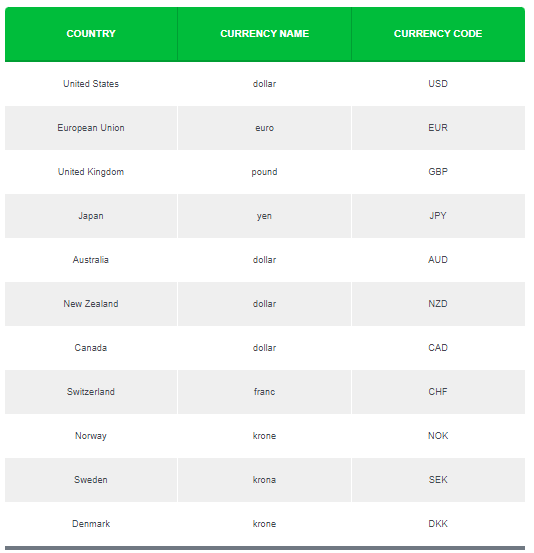 COUNTRY CURRENCY NAME CURRENCY CODE
United States dollar USD
European Union euro EUR
United Kingdom pound GBP
Japan yen JPY
Australia dollar AUD
New Zealand dollar NZD
Canada dollar CAD
Switzerland franc CHF
Norway krone NOK
Sweden krona SEK
Denmark krone DKK